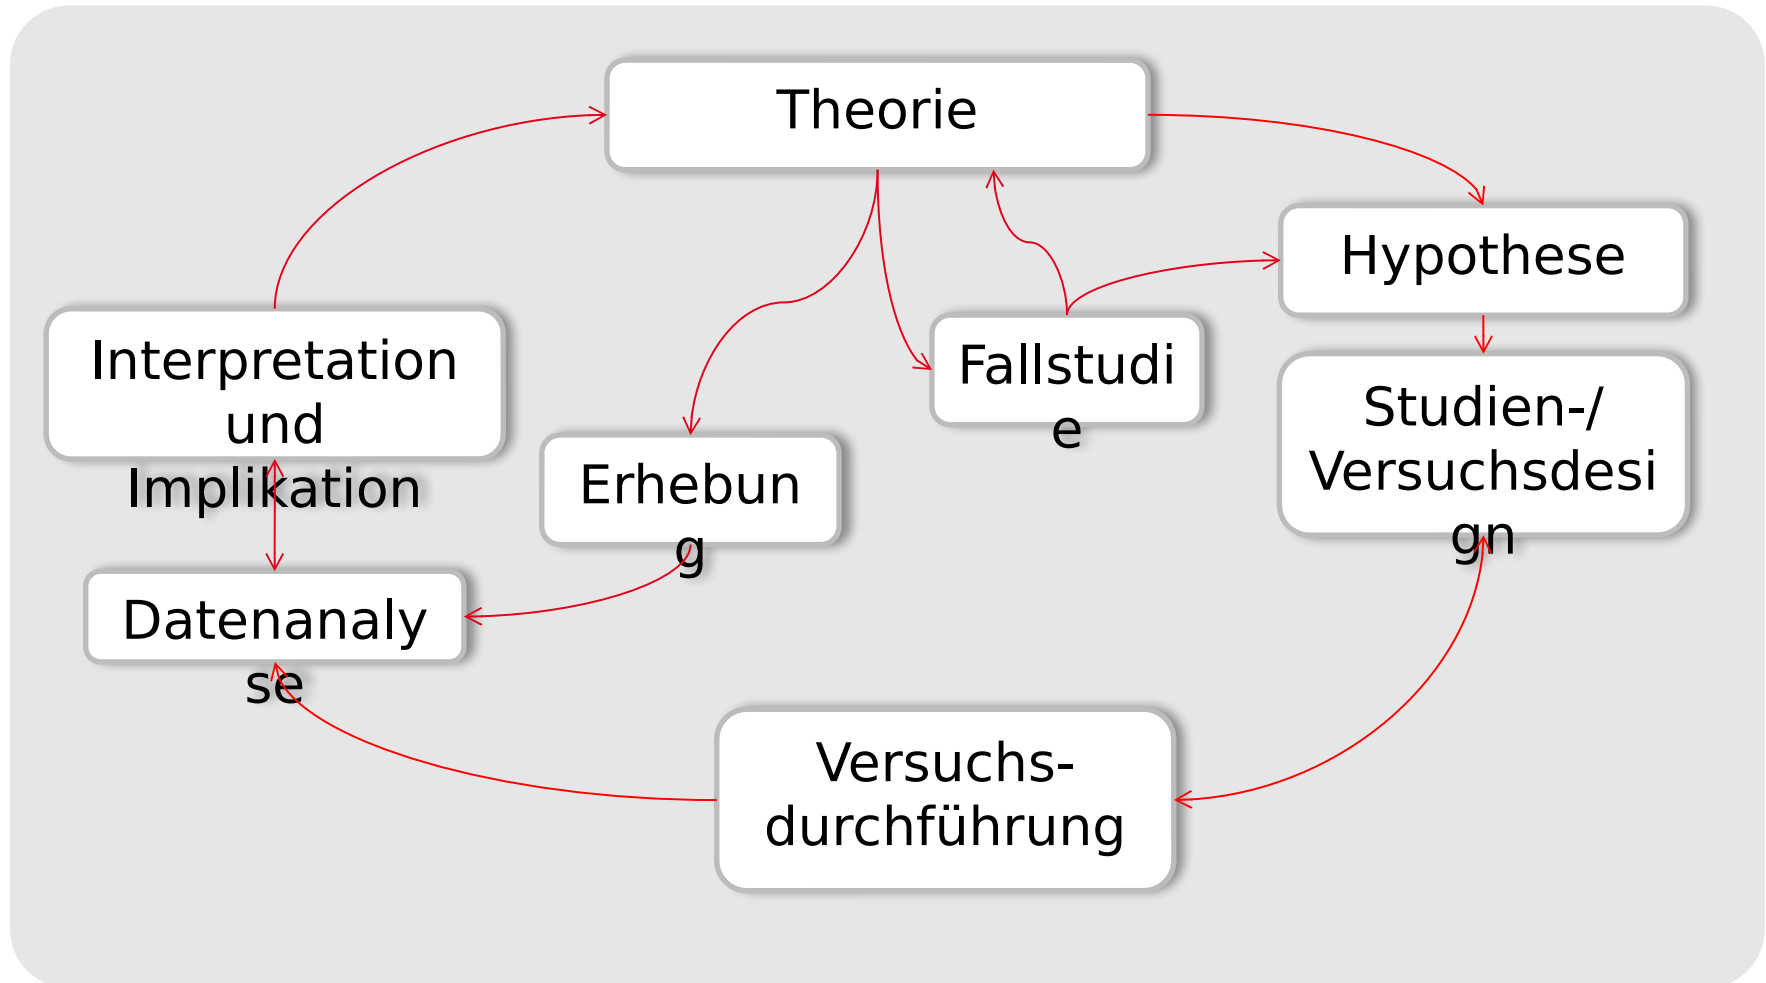 Theorie
Hypothese
Interpretation
und
Implikation
Fallstudi
e
Studien-/
Versuchsdesi
gn
Erhebun
g
Datenanaly
se
Versuchs-
durchführung